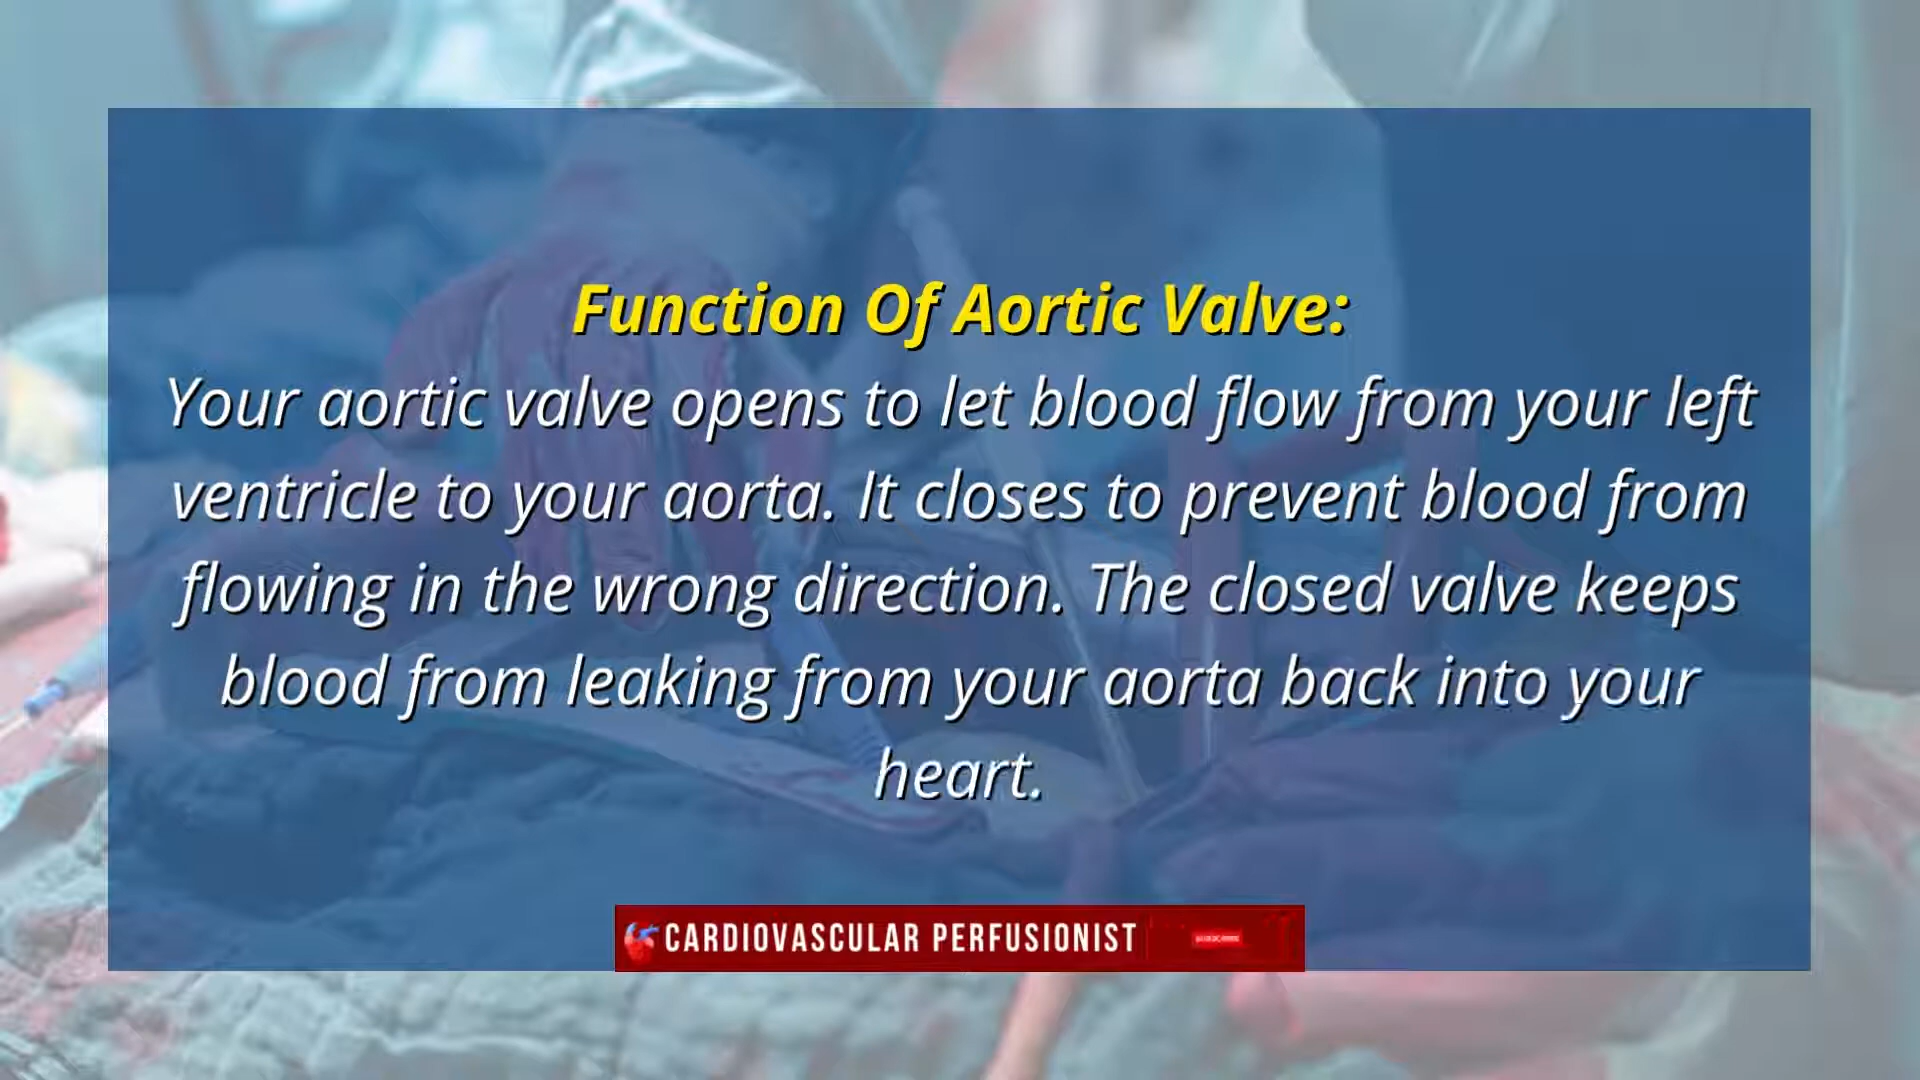 Function Of Aortic Valve:
Your aortic valve opens to let blood flow from your left
ventricle to your aorta. It closes to prevent blood from
flowing in the wrong direction. The closed valve keeps
blood from leaking from your aorta back into your
heart.
CARDIOVASCULAR PERFUSIONIST